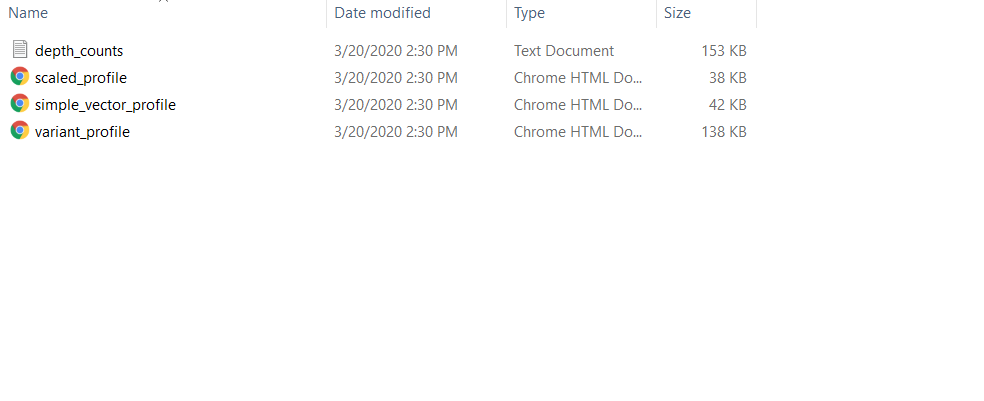 Name Date modified Type Size
depth_counts 3/20/2020 2:30 PM Text Document 153 KB
scaled_profile 3/20/2020 2:30 PM Chrome HTML Do... 38 KB
simple_vector_profile 3/20/2020 2:30 PM Chrome HTML Do... 42 KB
variant_profile 3/20/2020 2:30 PM Chrome HTML Do... 138 KB